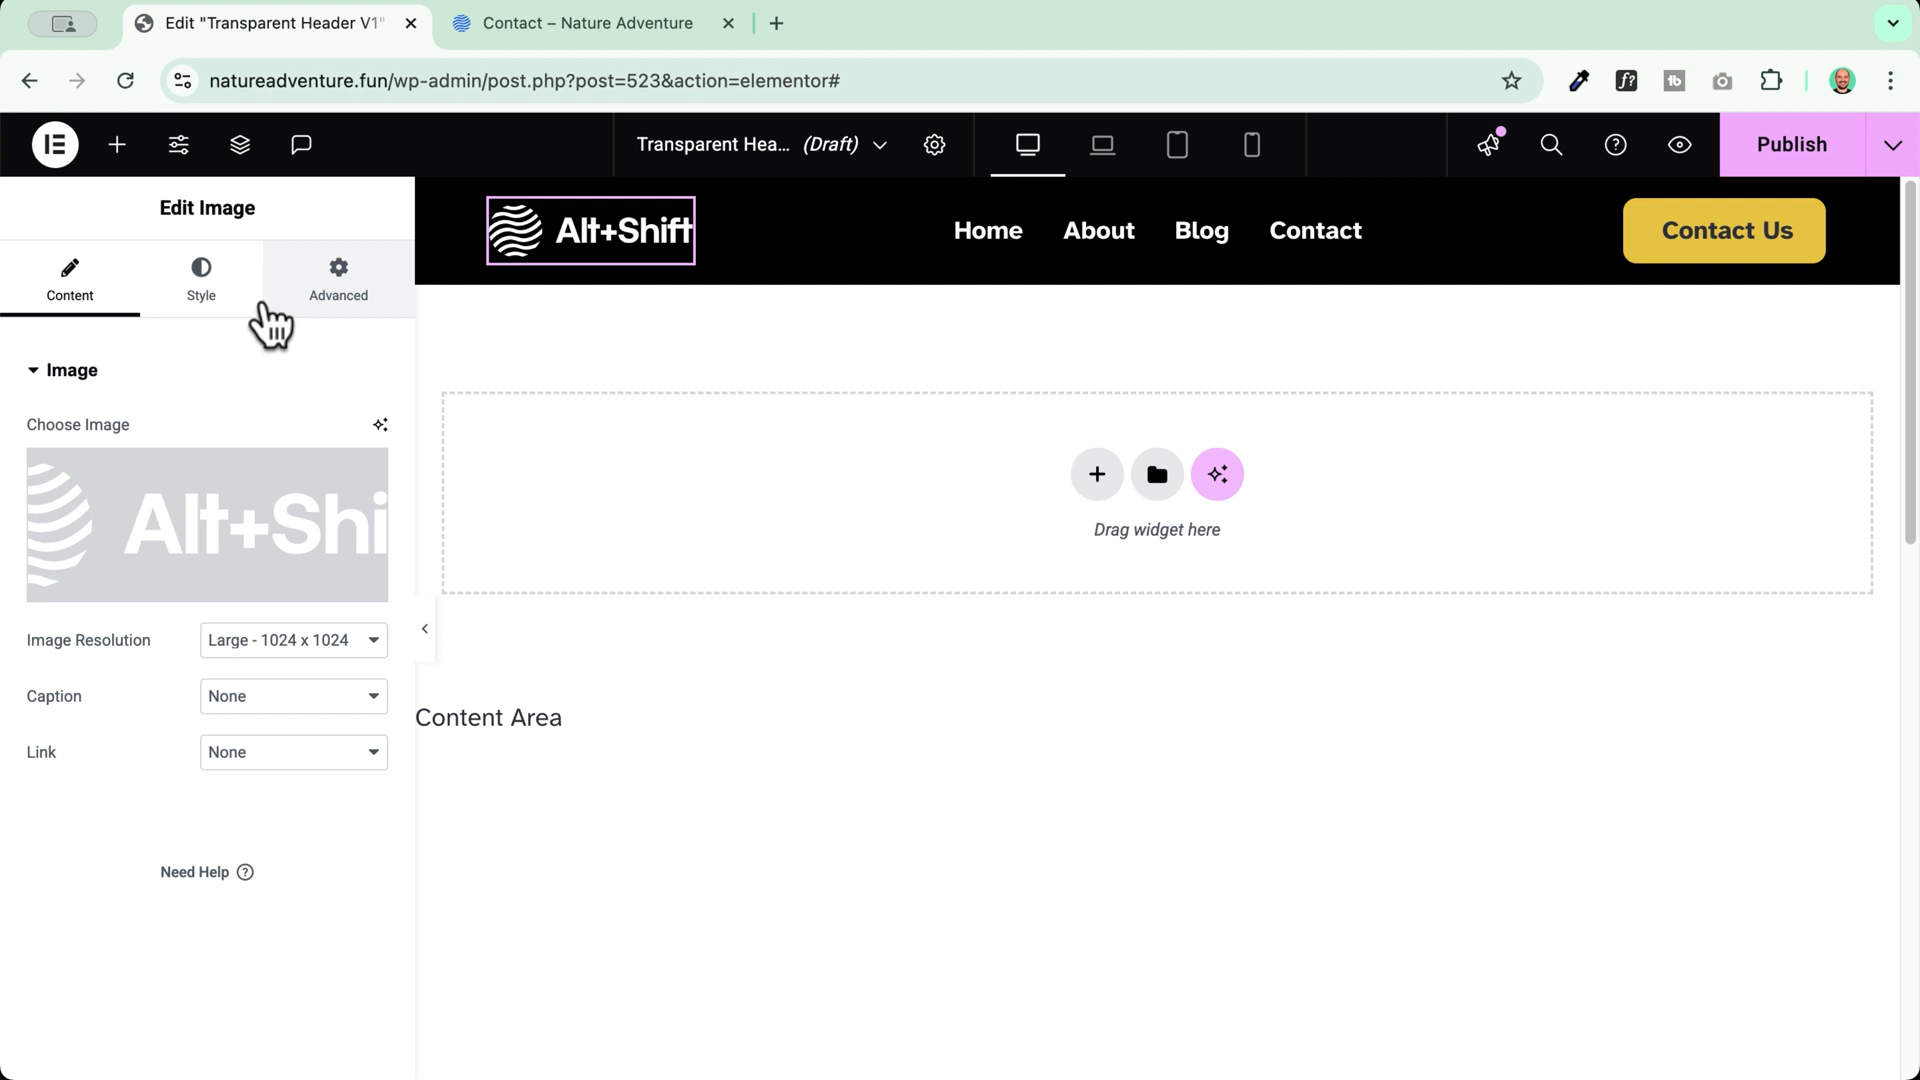 Edit "Transparent Header V1"
Contact – Nature Adventure
natureadventure.fun/wp-admin/post.php?post=523&action=elementor#
f?
tb
Transparent Hea... (Draft)
Publish
Edit Image
Content
Style
Advanced
Alt+Shift
Home
About
Blog
Contact
Contact Us
Image
Choose Image
Alt+Shi
Image Resolution
Large - 1024 x 1024
Caption
None
Link
None
Need Help
Drag widget here
Content Area